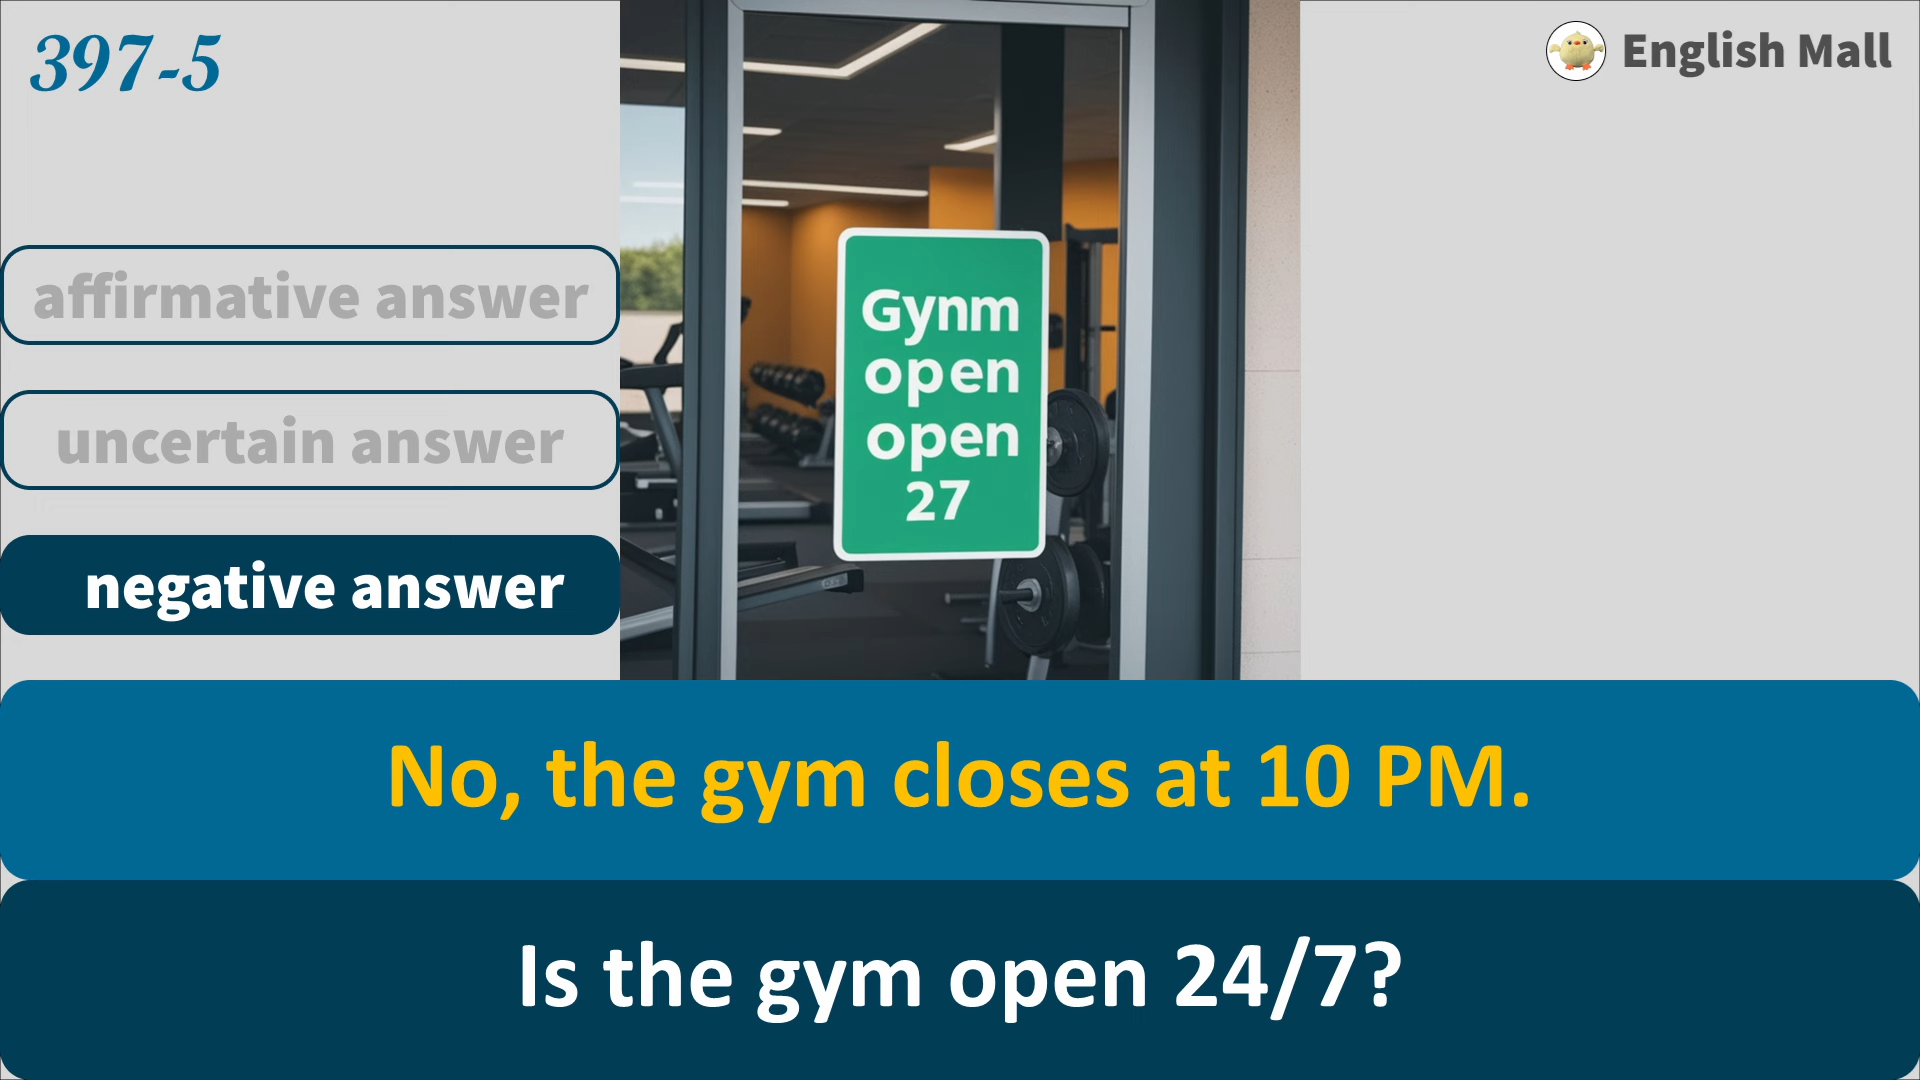 397-5
English Mall
affirmative answer
uncertain answer
negative answer
Gynm
open
open
27
No, the gym closes at 10 PM.
Is the gym open 24/7?